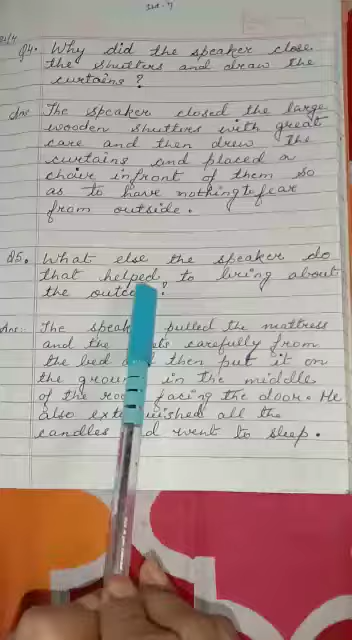 Q4. Why did the speaker close
the shutters and draw the
curtains?
Ans The speaker closed the large
wooden shutters with great
care and then drew the
curtains and placed a
chair infront of them so
as to have nothing to fear
from outside.
Q5. What else the speaker do
that helped to bring about
the
Ans: The pulled the mattress
and the carefully from
the bed then put it on
the in the middle
of the facing the door. He
also all the
candles went to sleep.